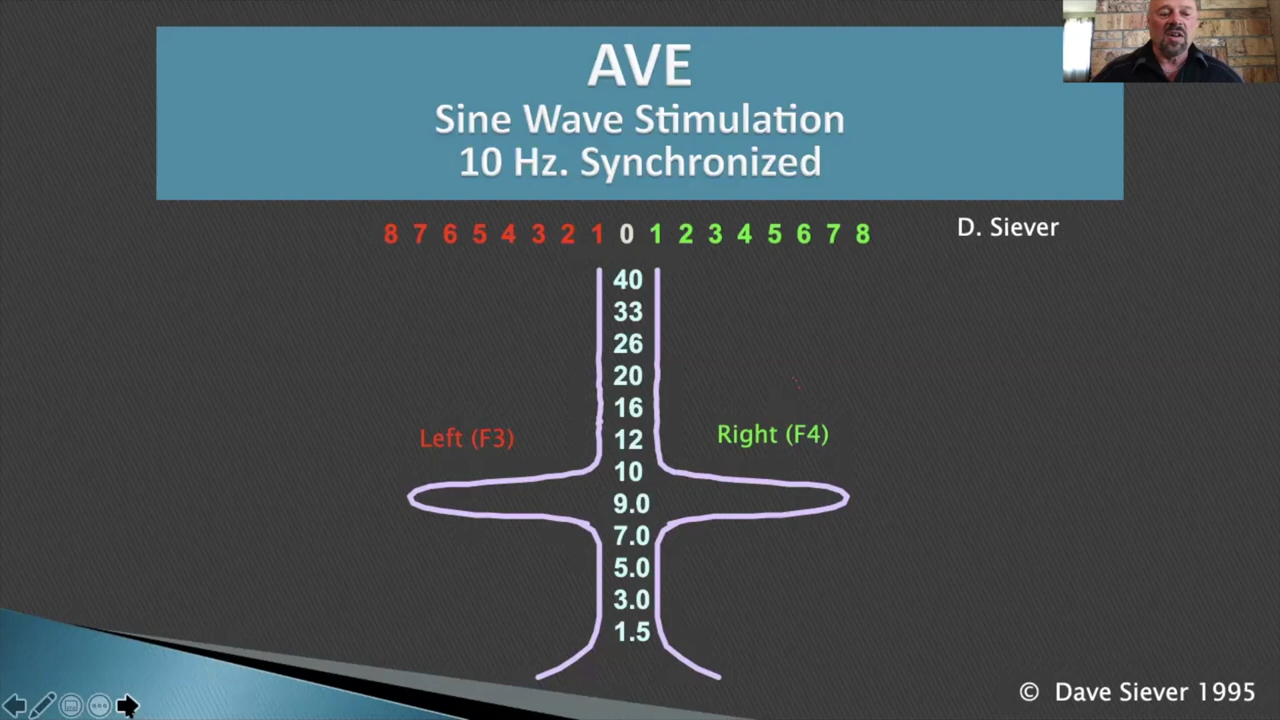 AVE
Sine Wave Stimulation
10 Hz. Synchronized
8 7 6 5 4 3 2 1 0 1 2 3 4 5 6 7 8
D. Siever
40
33
26
20
16
Left (F3) 12 Right (F4)
10
9.0
7.0
5.0
3.0
1.5
© Dave Siever 1995